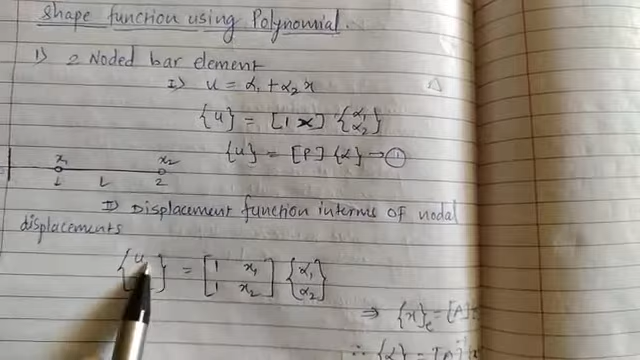 Shape function using Polynomial.
1) 2 Noded bar element
I) u = α1 + α2 x
{u} = [1 x] {α1 α2}
{u} = [P] {α} → ①
x1 x2
1 L 2
II) Displacement function interms of nodal
displacements
{u } = [1 x1 1 x2] {α1 α2}
⇒ {x}e = [A]
∴ {α} = [A]